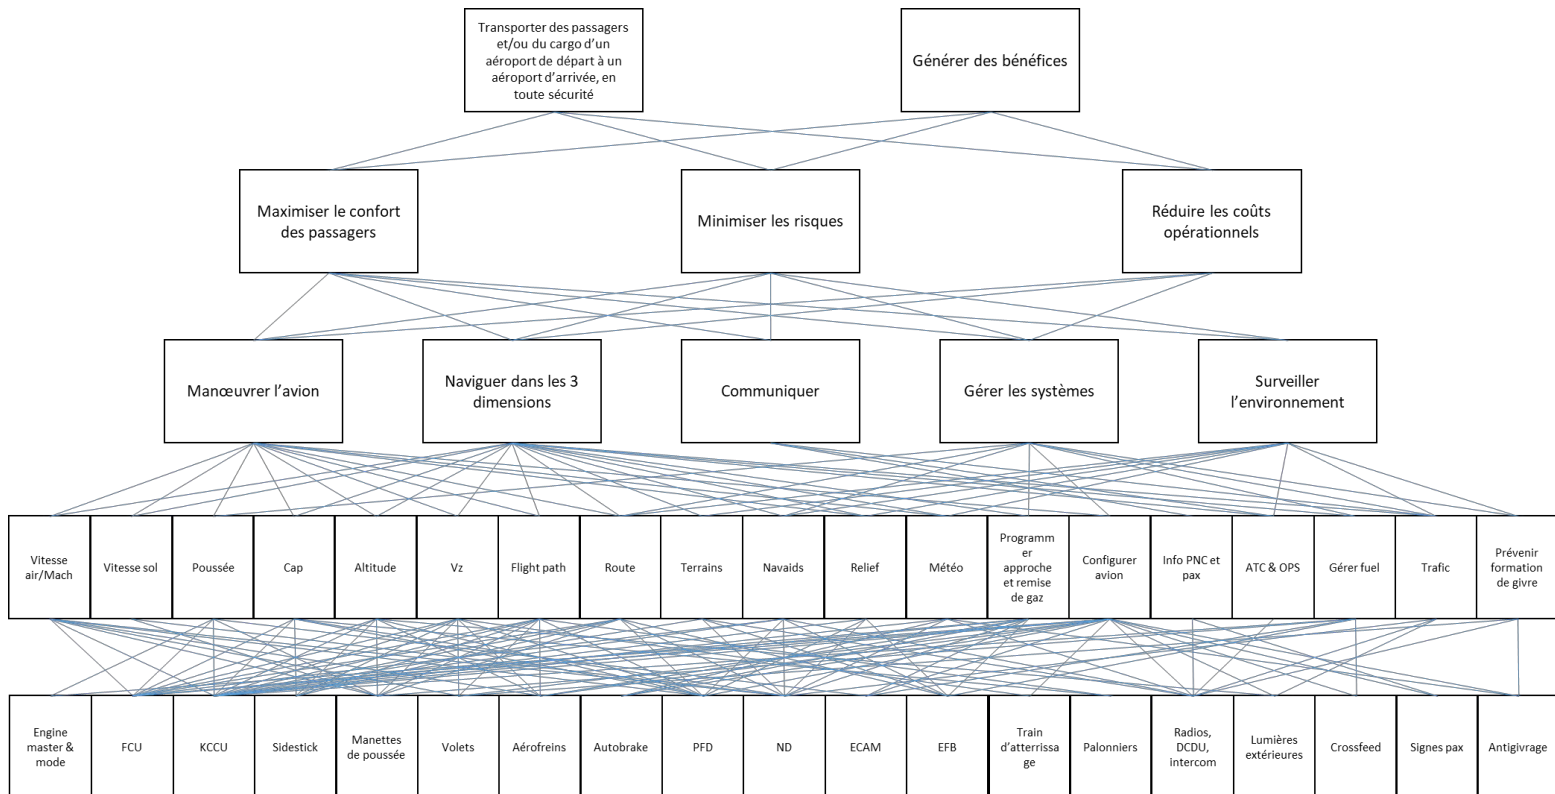 Transporter des passagers
et/ou du cargo d'un
aéroport de départ à un
aéroport d'arrivée, en
toute sécurité
Générer des bénéfices
Maximiser le confort
des passagers
Minimiser les risques
Réduire les coûts
opérationnels
Manœuvrer l'avion
Naviguer dans les 3
dimensions
Communiquer
Gérer les systèmes
Surveiller
l'environnement
Vitesse
air/Mach
Vitesse sol
Poussée
Cap
Altitude
Vz
Flight path
Route
Terrains
Navaids
Relief
Météo
Programm
er
approche
et remise
de gaz
Configurer
avion
Info PNC et
pax
ATC & OPS
Gérer fuel
Trafic
Prévenir
formation
de givre
Engine
master &
mode
FCU
KCCU
Sidestick
Manettes
de poussée
Volets
Aérofreins
Autobrake
PFD
ND
ECAM
EFB
Train
d'atterrissa
ge
Palonniers
Radios,
DCDU,
intercom
Lumières
extérieures
Crossfeed
Signes pax
Antigivrage